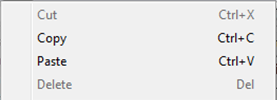 Cut Ctrl+X
Copy Ctrl+C
Paste Ctrl+V
Delete Del